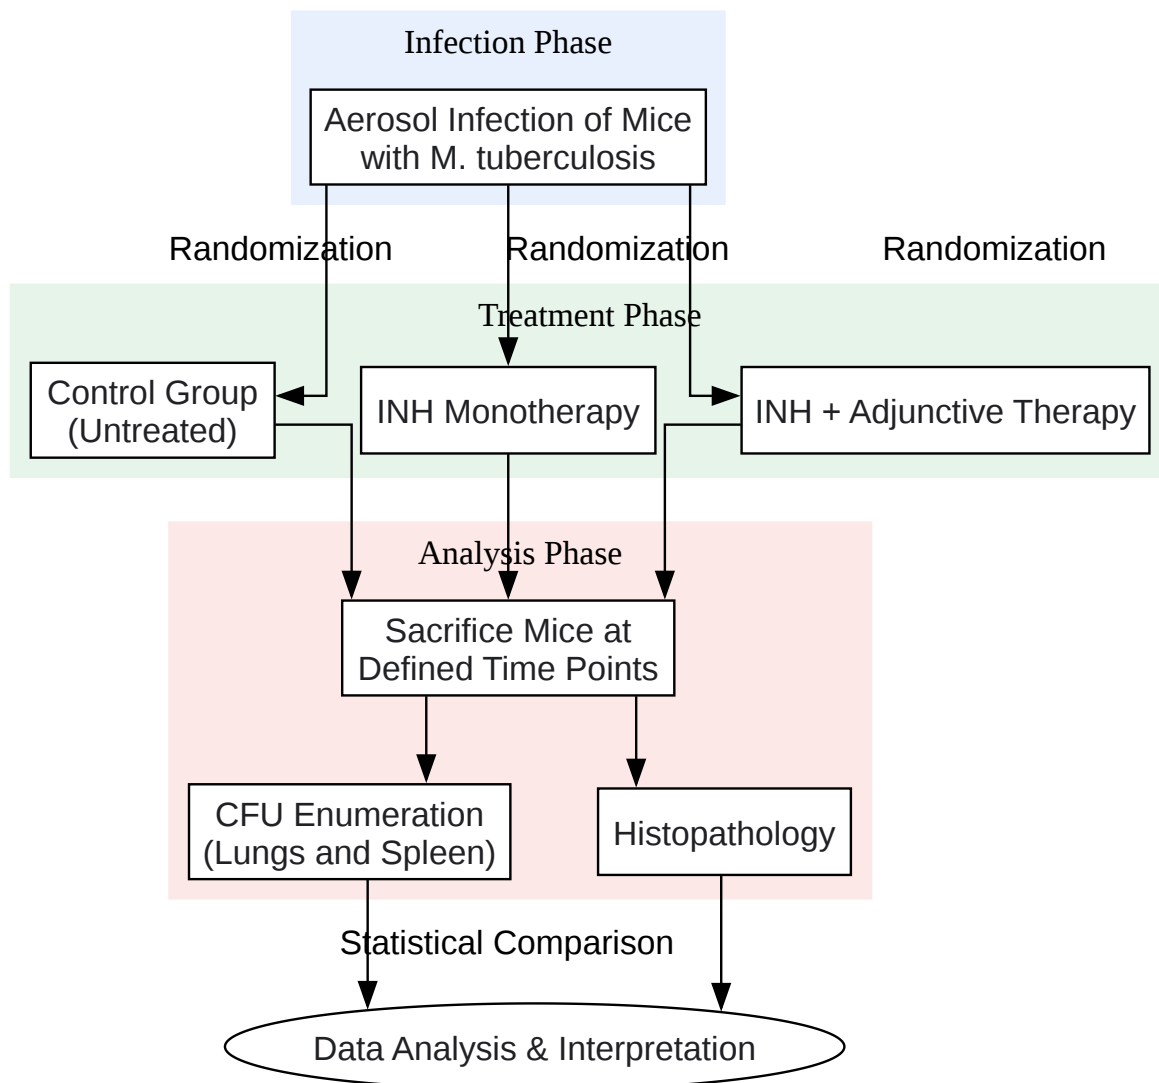 Infection Phase
Aerosol Infection of Mice
with M. tuberculosis
Randomization
Randomization
Randomization
Treatment Phase
Control Group
(Untreated)
INH Monotherapy
INH + Adjunctive Therapy
Analysis Phase
Sacrifice Mice at
Defined Time Points
CFU Enumeration
(Lungs and Spleen)
Histopathology
Statistical Comparison
Data Analysis & Interpretation